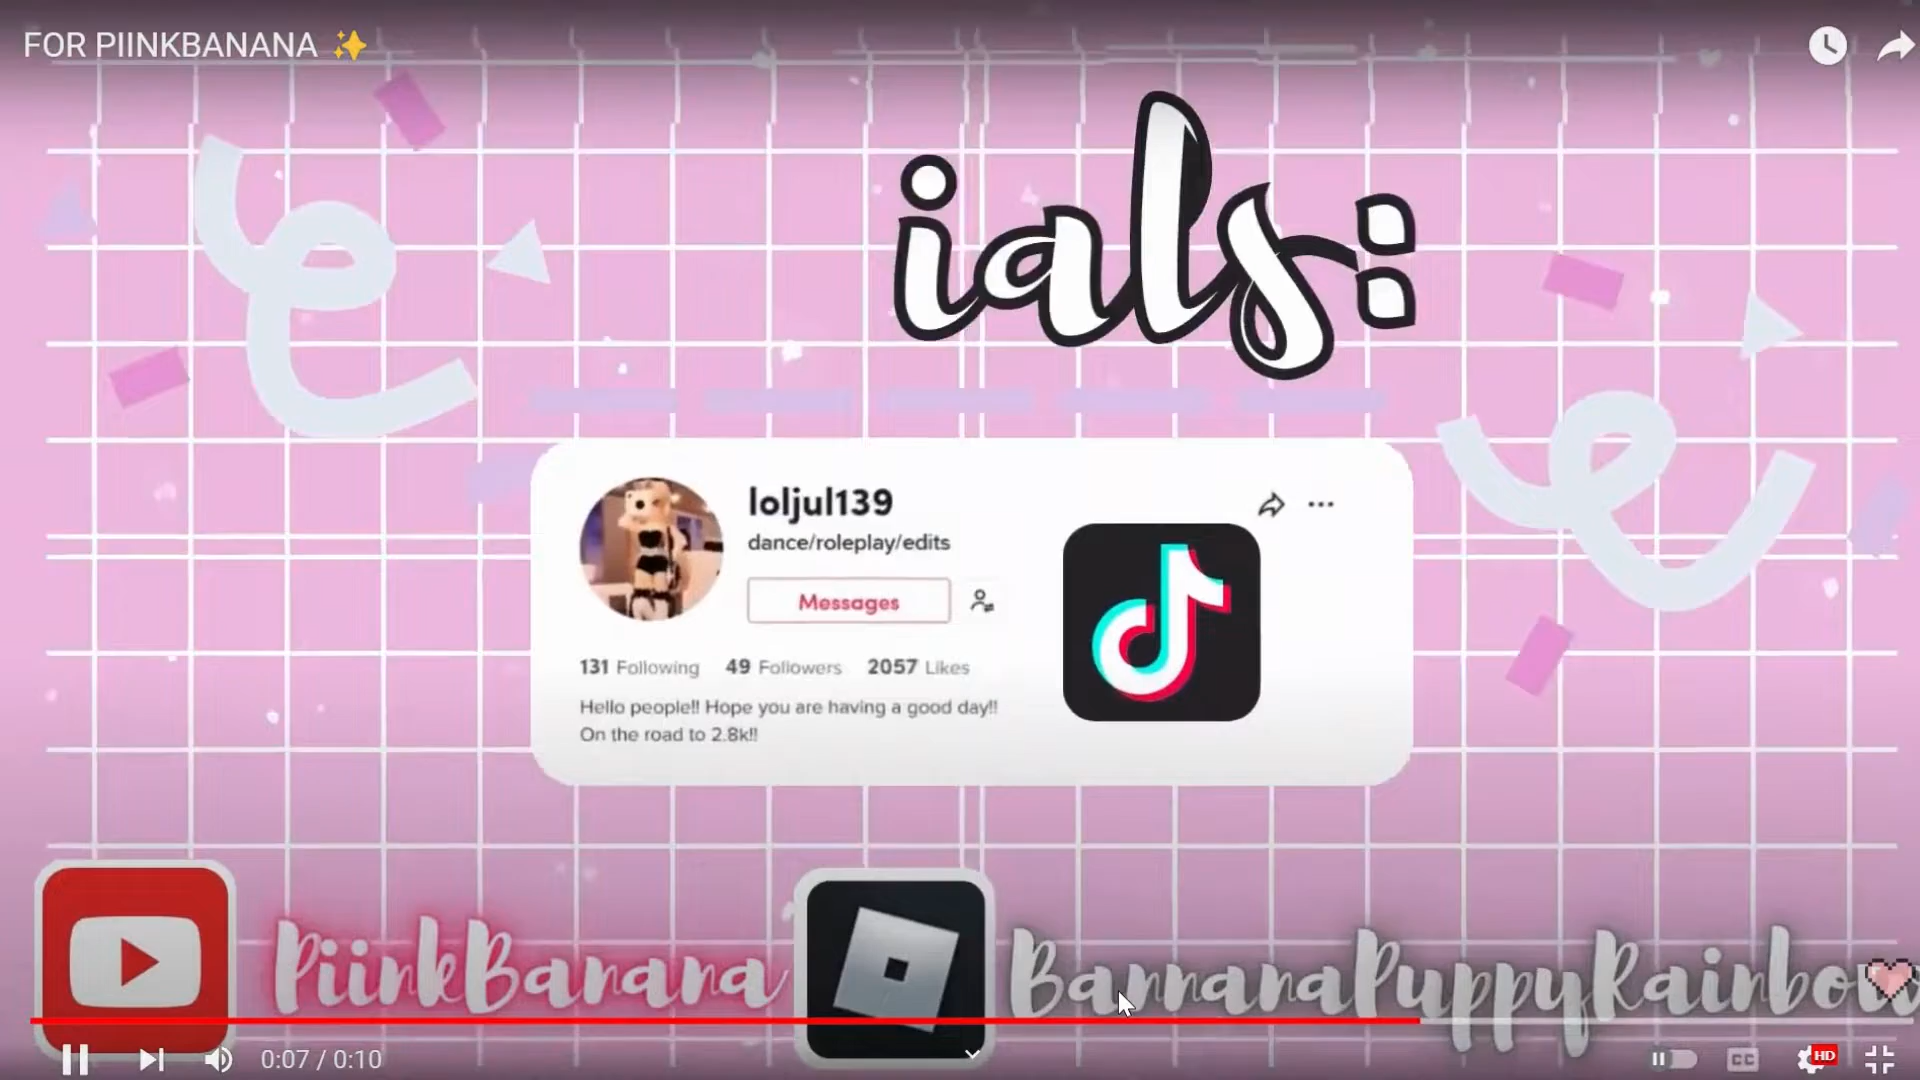 FOR PIINKBANANA ✨
ials:
loljul139
dance/roleplay/edits
Messages
131 Following 49 Followers 2057 Likes
Hello people!! Hope you are having a good day!!
On the road to 2.8k!!
PiinkBanana
BannanaPuppyRainbow
0:07 / 0:10
CC
HD